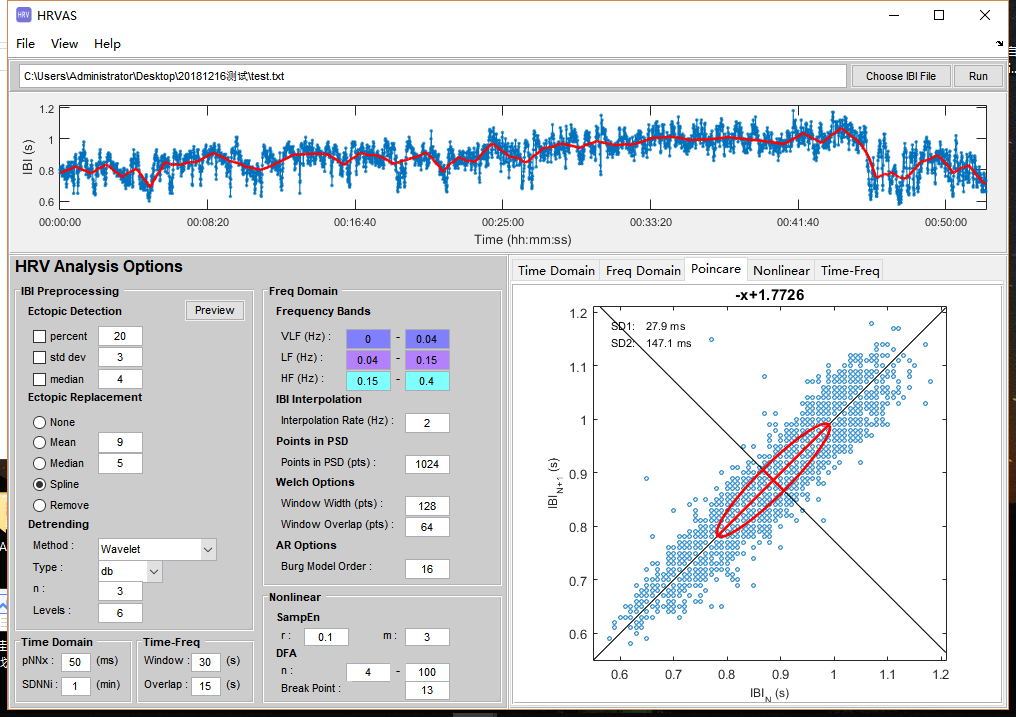 HRV HRVAS
File View Help
C:\Users\Administrator\Desktop\20181216测试\test.txt Choose IBI File Run
IBI (s)
1.2
1
0.8
0.6
00:00:00 00:08:20 00:16:40 00:25:00 00:33:20 00:41:40 00:50:00
Time (hh:mm:ss)
HRV Analysis Options
IBI Preprocessing
Ectopic Detection Preview
percent 20
std dev 3
median 4
Ectopic Replacement
None
Mean 9
Median 5
Spline
Remove
Detrending
Method : Wavelet
Type : db
n : 3
Levels : 6
Time Domain
pNNx : 50 (ms)
SDNNi : 1 (min)
Time-Freq
Window : 30 (s)
Overlap : 15 (s)
Freq Domain
Frequency Bands
VLF (Hz) : 0 - 0.04
LF (Hz) : 0.04 - 0.15
HF (Hz) : 0.15 - 0.4
IBI Interpolation
Interpolation Rate (Hz) : 2
Points in PSD
Points in PSD (pts) : 1024
Welch Options
Window Width (pts) : 128
Window Overlap (pts) : 64
AR Options
Burg Model Order : 16
Nonlinear
SampEn
r : 0.1 m : 3
DFA
n : 4 - 100
Break Point : 13
Time Domain Freq Domain Poincare Nonlinear Time-Freq
-x+1.7726
SD1: 27.9 ms
SD2: 147.1 ms
IBI N+1 (s)
1.2
1.1
1
0.9
0.8
0.7
0.6
0.6 0.7 0.8 0.9 1 1.1 1.2
IBI N (s)